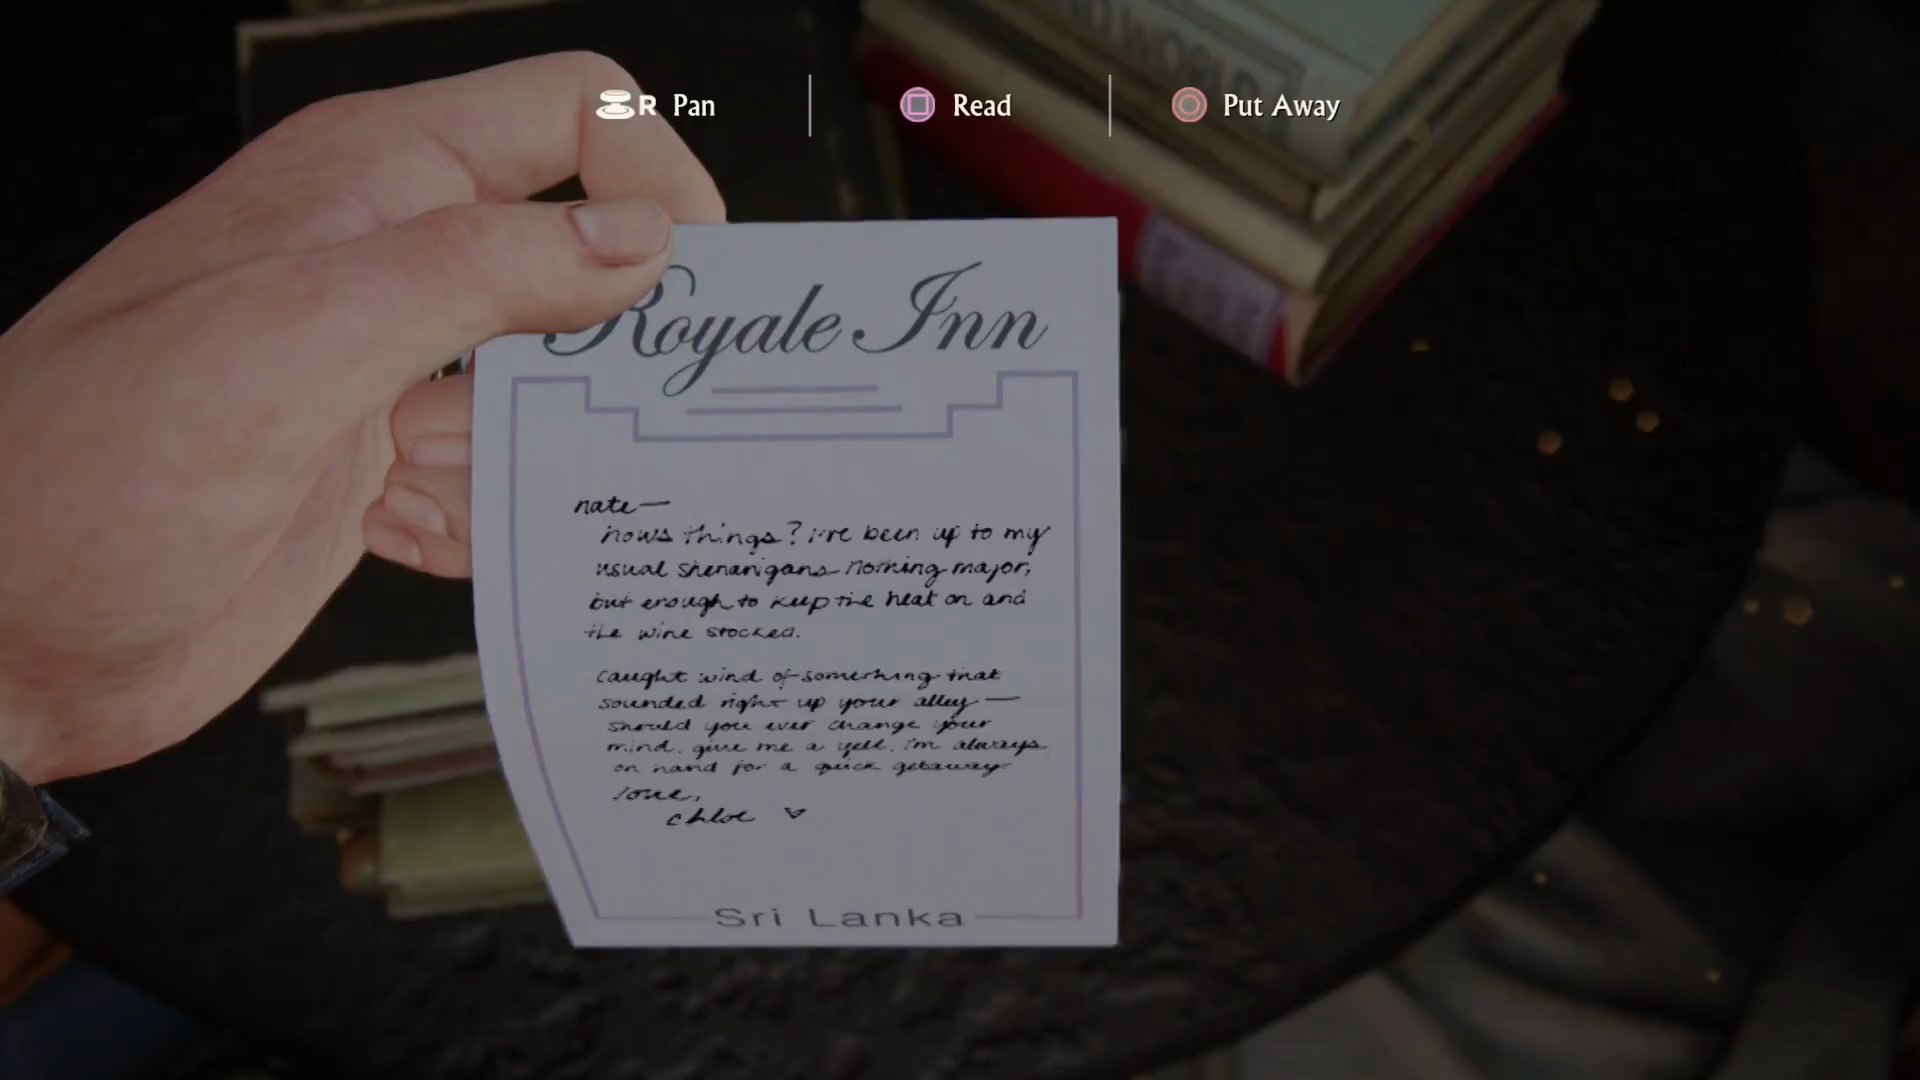 ND WORLD
R Pan
Read
Put Away
Royale Inn
nate—
hows things? i've been up to my
usual shenanigans. nothing major,
but enough to keep the heat on and
the wine stocked.
caught wind of something that
sounded right up your alley—
should you ever change your
mind, give me a yell. i'm always
on hand for a quick getaway.
love,
chloe
Sri Lanka